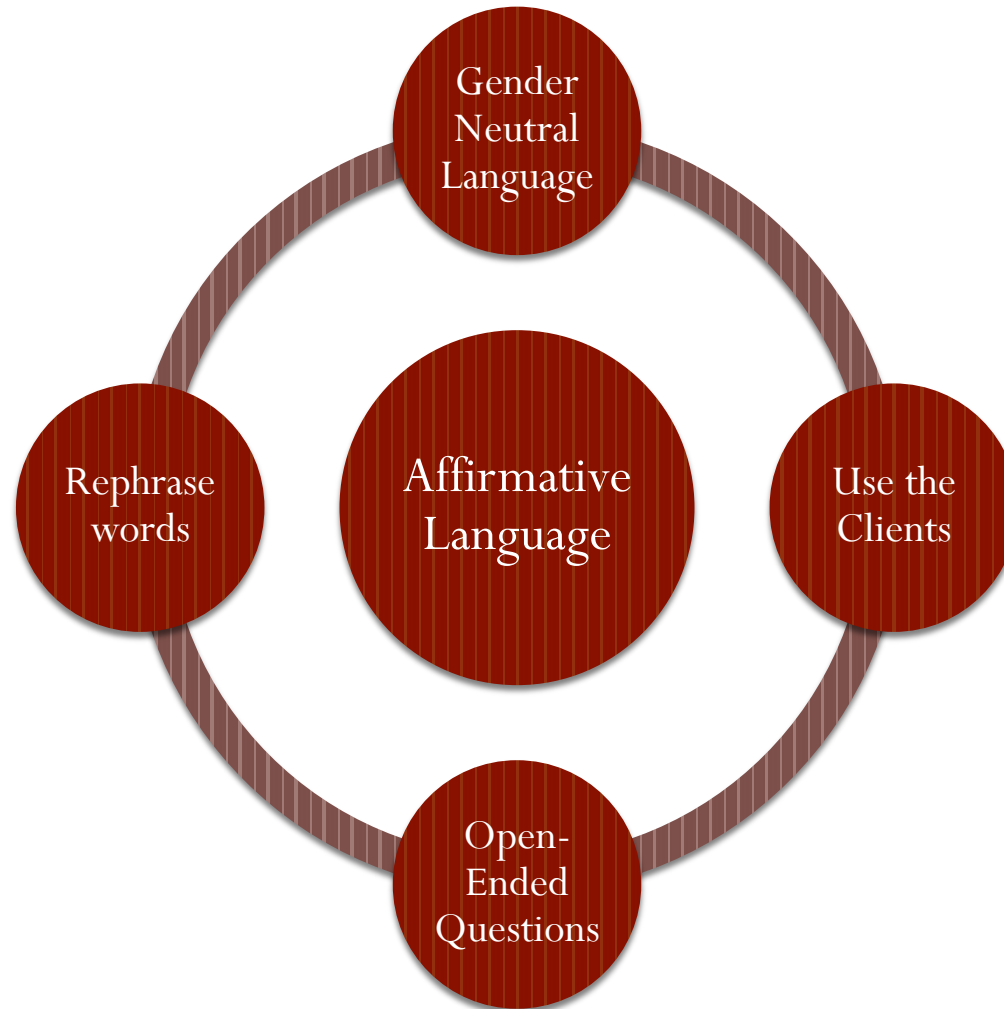 Gender
Neutral
Language
Rephrase
words
Affirmative
Language
Use the
Clients
Open-
Ended
Questions